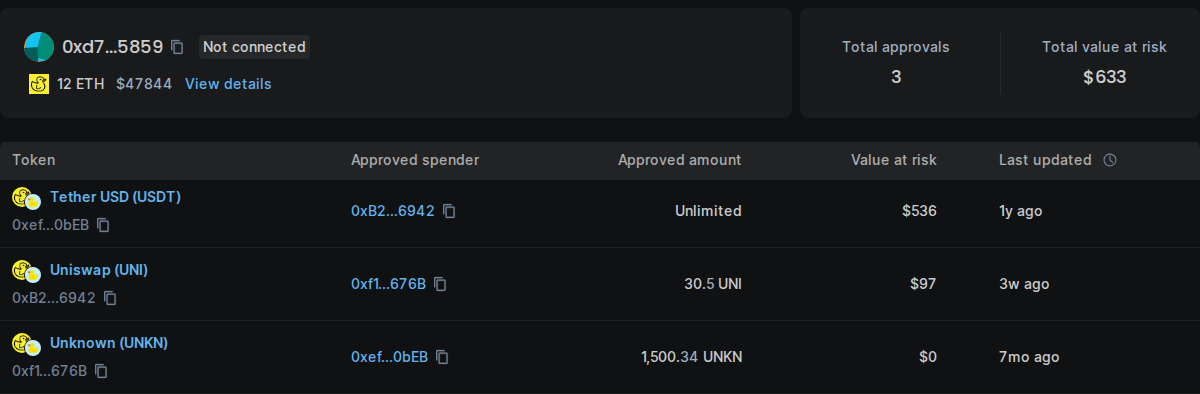 0xd7...5859 Not connected
12 ETH $47844 View details
Total approvals Total value at risk
3 $633
Token Approved spender Approved amount Value at risk Last updated
Tether USD (USDT)
0xef...0bEB
0xB2...6942 Unlimited $536 1y ago
Uniswap (UNI)
0xB2...6942
0xf1...676B 30.5 UNI $97 3w ago
Unknown (UNKN)
0xf1...676B
0xef...0bEB 1,500.34 UNKN $0 7mo ago